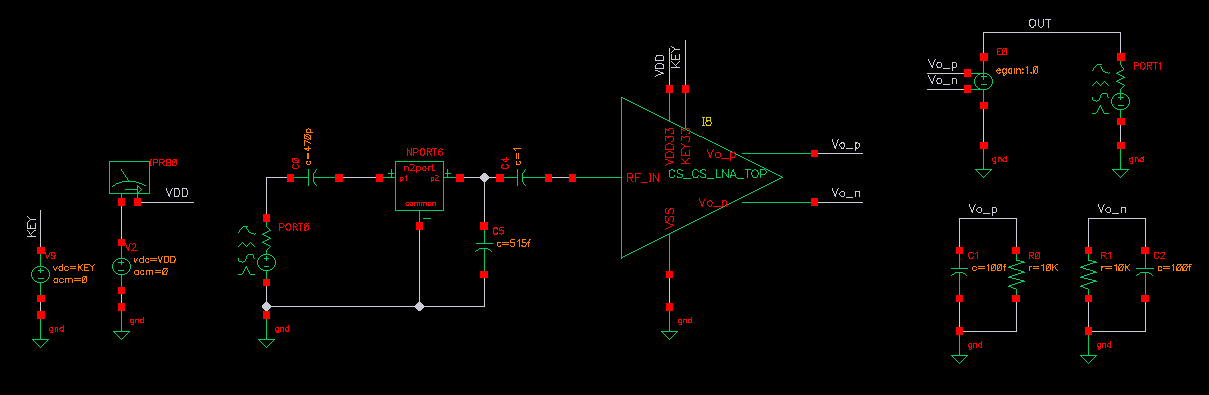 OUT
E0
Vo_p
Vo_n
egain:1.0
PORT1
gnd
gnd
VDD
KEY
I8
VDD33
KEY33
Vo_p
Vo_p
RF_IN
CS_CS_LNA_TOP
Vo_n
Vo_n
VSS
gnd
IPRB0
VDD
KEY
V9
vdc=KEY
acm=0
gnd
V2
vdc=VDD
acm=0
gnd
C0
c=470p
NPORT6
n2port
+
p1
p2
+
common
−
C4
c=1
PORT6
C5
c=515f
gnd
Vo_p
Vo_n
C1
c=100f
R0
r=10K
R1
r=10K
C2
c=100f
gnd
gnd